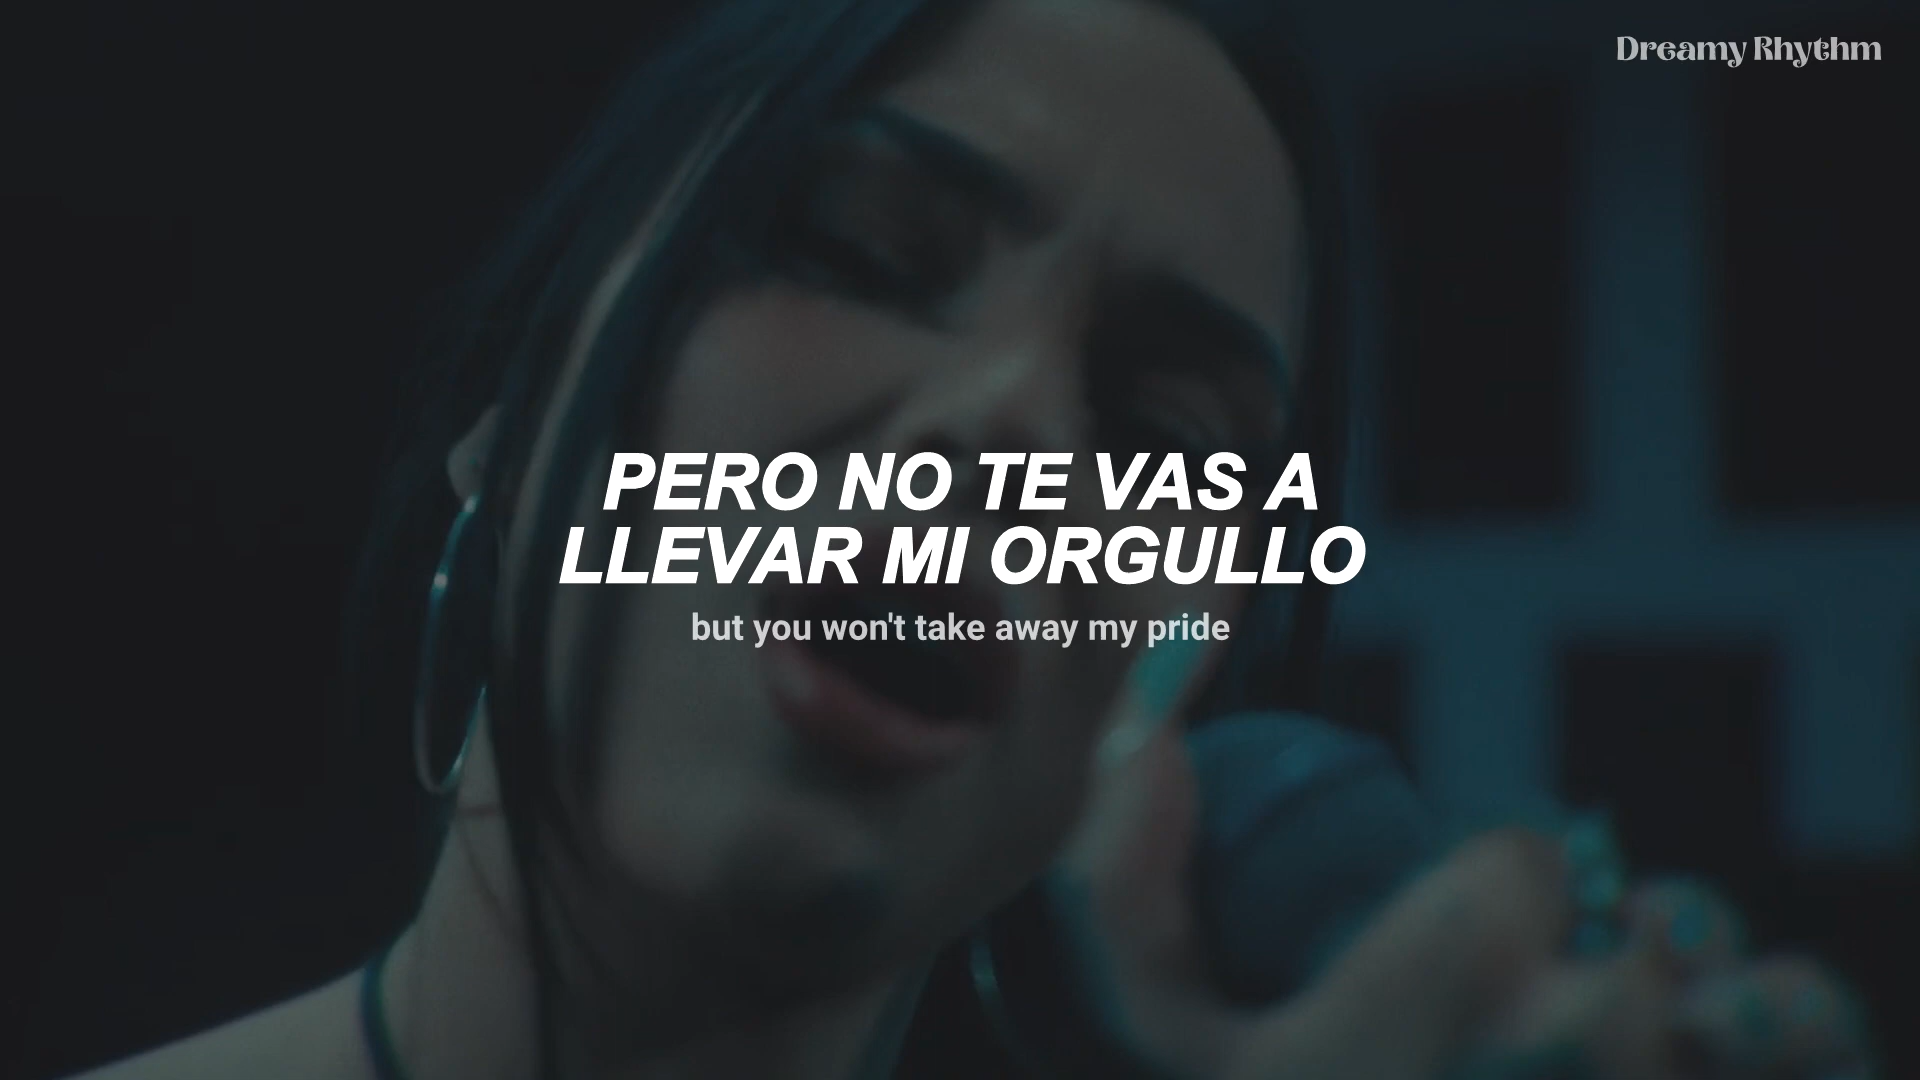 Dreamy Rhythm
PERO NO TE VAS A
LLEVAR MI ORGULLO
but you won't take away my pride